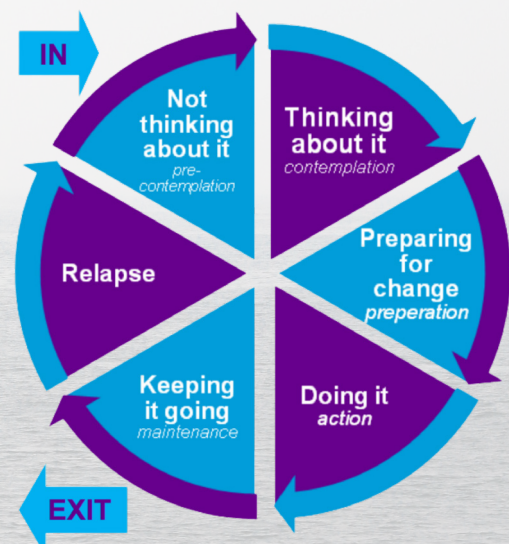 IN
Not
thinking
about it
pre-
contemplation
Thinking
about it
contemplation
Preparing
for
change
preperation
Doing it
action
Keeping
it going
maintenance
Relapse
EXIT